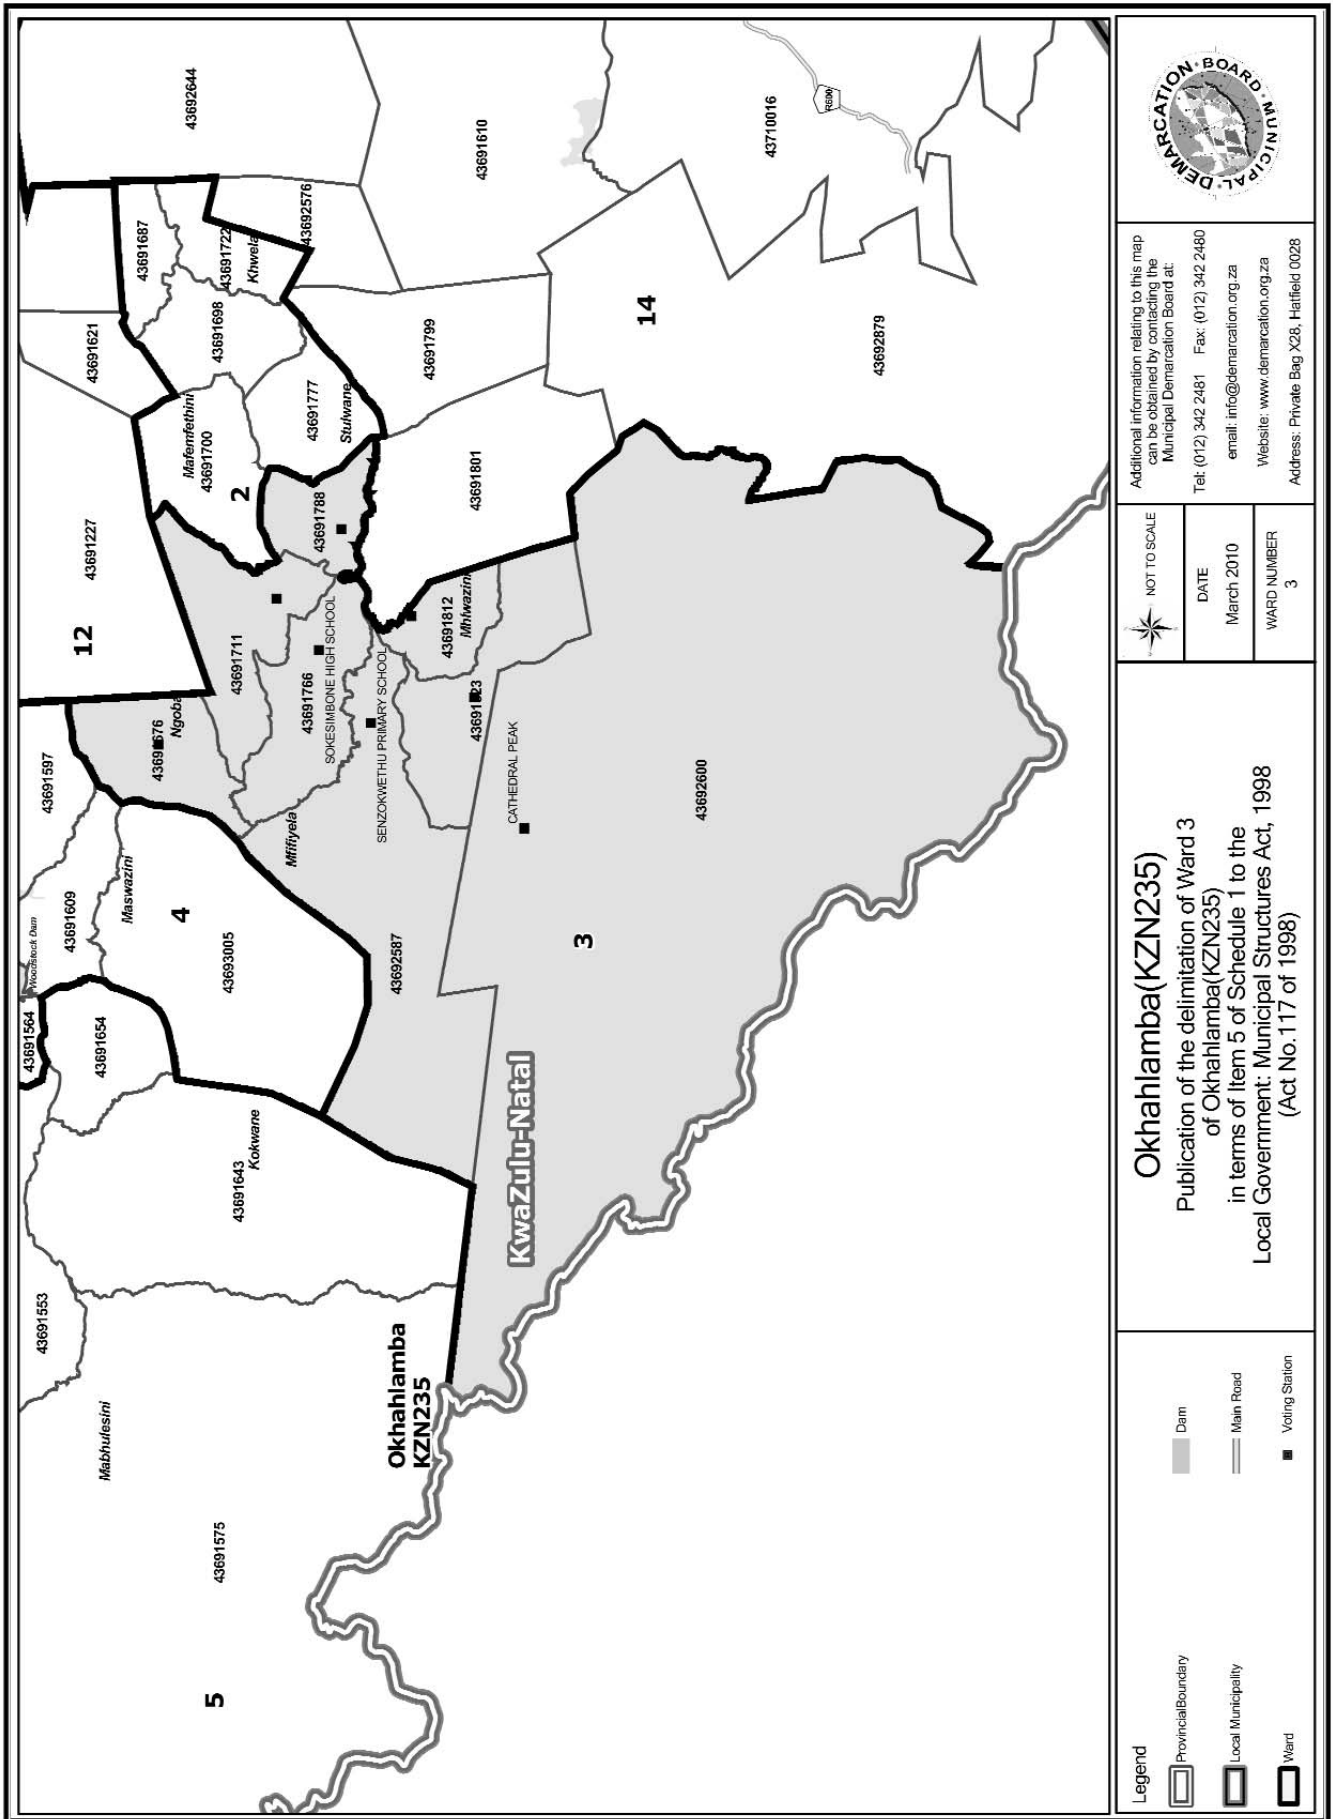 43691553
Mabhulesini
43691575
5
43691643
Kokwane
43691564
43691654
Woodstock Dam
43691609
Maswazini
4
43693005
43691597
12
43691227
43691621
43691687
43692644
43691722
Khwela
43691698
43692576
Mafemfethini
43691700
2
43691777
Stulwane
43691788
43691799
43691610
43710016
R600
Ngoba
43691711
43691766
SOKESIMBONE HIGH SCHOOL
Mfifiyela
SENZOKWETHU PRIMARY SCHOOL
43691812
Mhlwazini
43691801
43692587
CATHEDRAL PEAK
3
43692600
14
43692879
KwaZulu-Natal
Okhahlamba
KZN235
Legend
ProvincialBoundary
Local Municipality
Ward
Dam
Main Road
Voting Station
Okhahlamba(KZN235)
Publication of the delimitation of Ward 3
of Okhahlamba(KZN235)
in terms of Item 5 of Schedule 1 to the
Local Government: Municipal Structures Act, 1998
(Act No.117 of 1998)
NOT TO SCALE
DATE
March 2010
WARD NUMBER
3
Additional information relating to this map
can be obtained by contacting the
Municipal Demarcation Board at:
Tel: (012) 342 2481 Fax: (012) 342 2480
email: info@demarcation.org.za
Website: www.demarcation.org.za
Address: Private Bag X28, Hatfield 0028
MUNICIPAL DEMARCATION BOARD